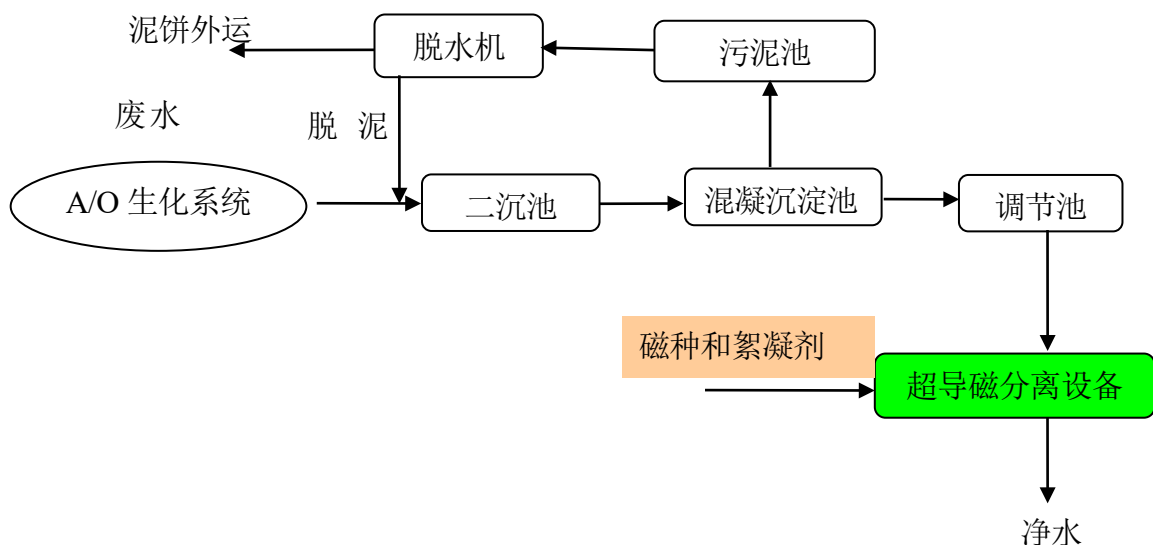 泥饼外运
脱水机
污泥池
废水
脱 泥
A/O 生化系统
二沉池
混凝沉淀池
调节池
磁种和絮凝剂
超导磁分离设备
净水